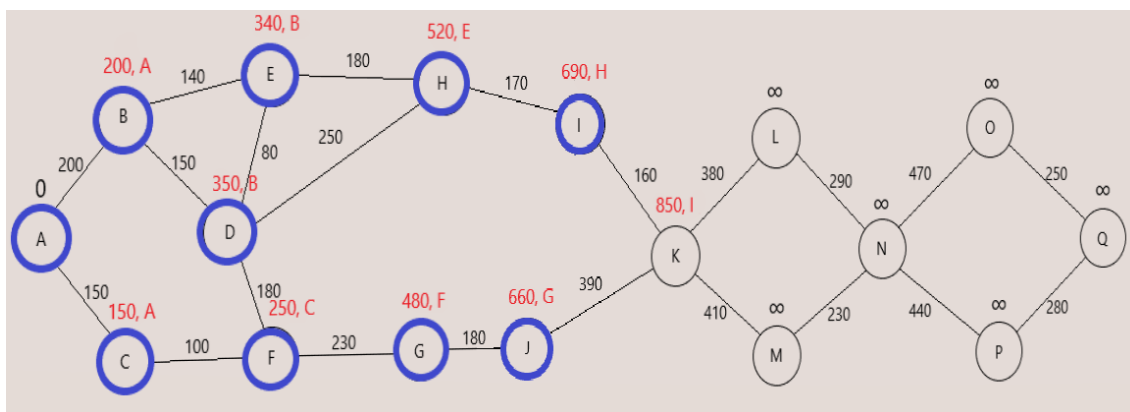 340, B
520, E
200, A
140
E
180
H
170
690, H
∞
∞
B
I
L
O
200
150
80
250
160
380
290
470
250
0
350, B
850, I
∞
∞
A
D
K
N
Q
150
150, A
180
250, C
480, F
660, G
390
410
∞
230
440
∞
280
C
100
F
230
G
180
J
M
P